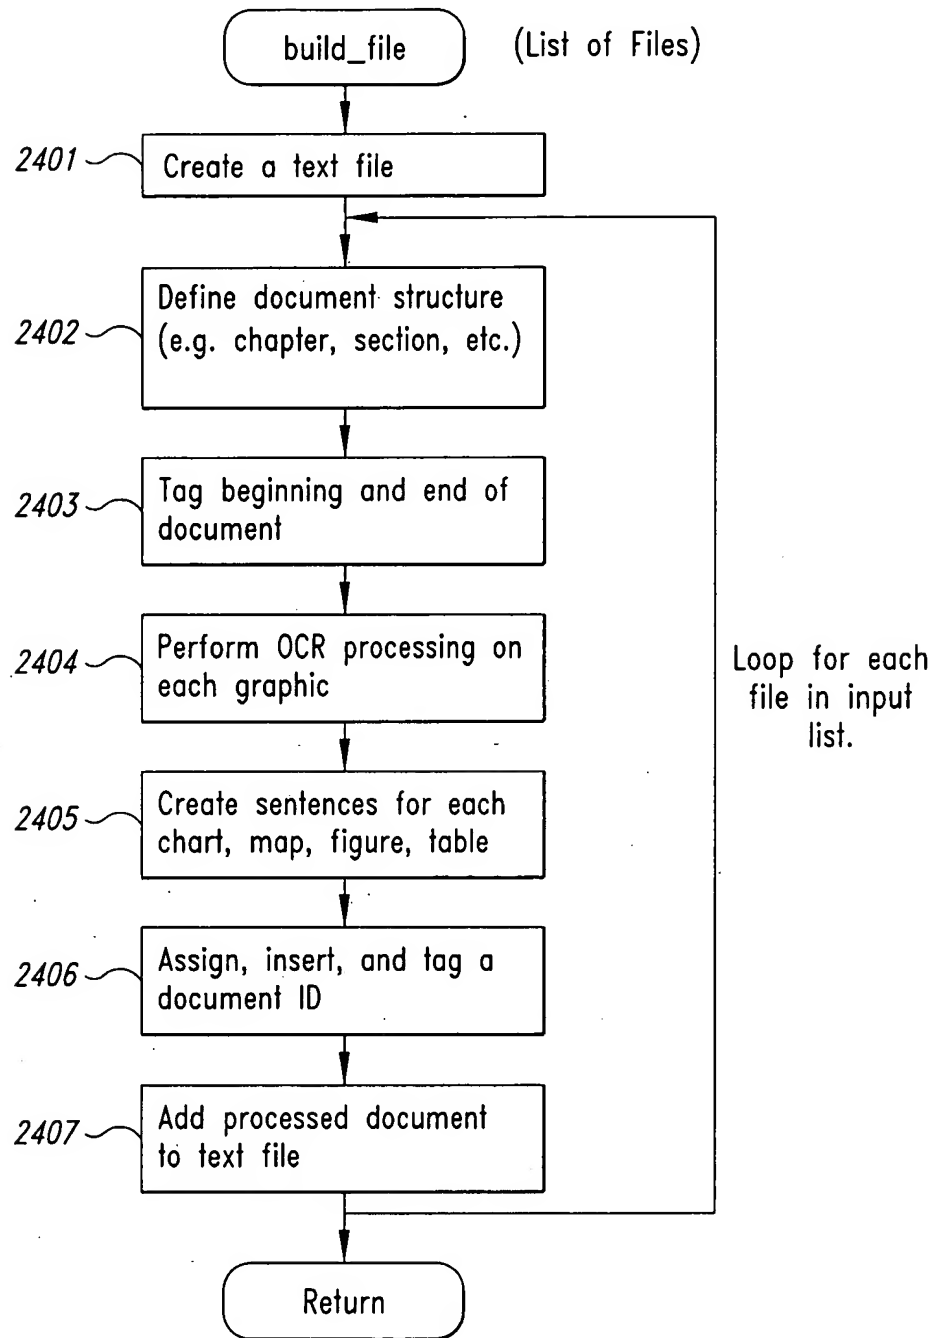 build_file (List of Files)
2401 Create a text file
Define document structure
2402 (e.g. chapter, section, etc.)
2403 Tag beginning and end of
document
2404 Perform OCR processing on
each graphic
Loop for each
file in input
list.
2405 Create sentences for each
chart, map, figure, table
2406 Assign, insert, and tag a
document ID
2407 Add processed document
to text file
Return